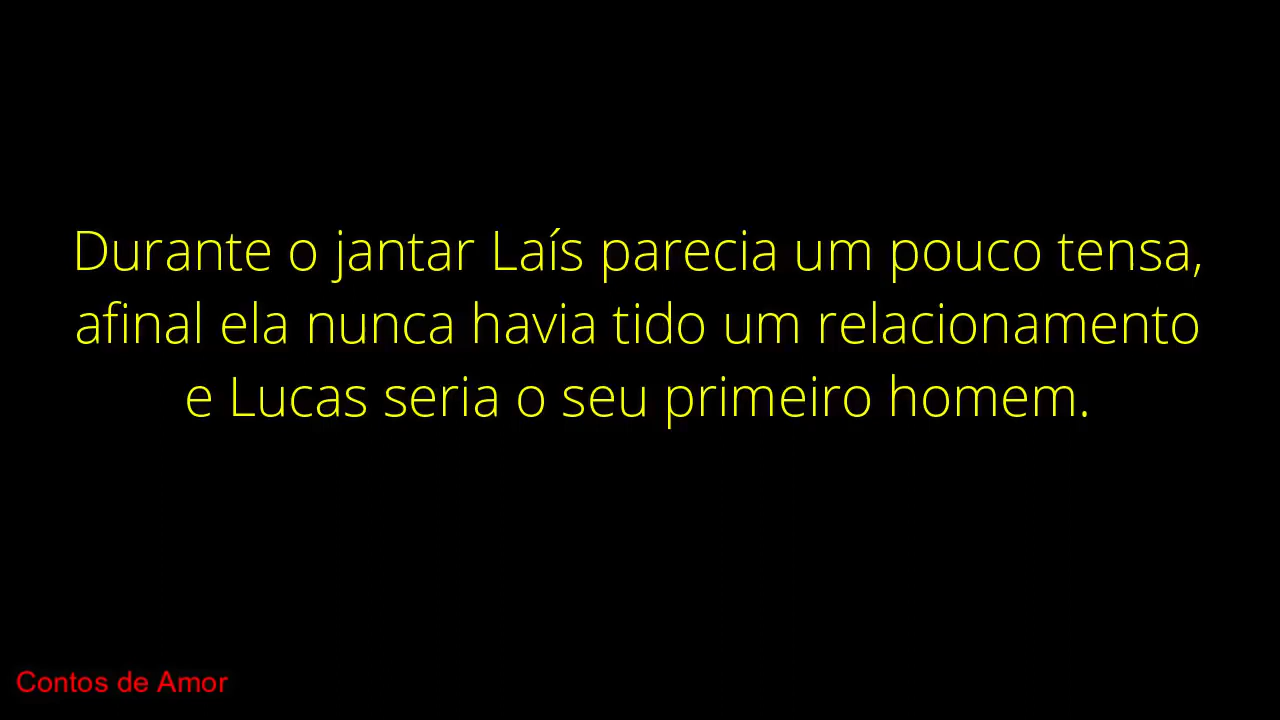 Durante o jantar Laís parecia um pouco tensa,
afinal ela nunca havia tido um relacionamento
e Lucas seria o seu primeiro homem.
Contos de Amor